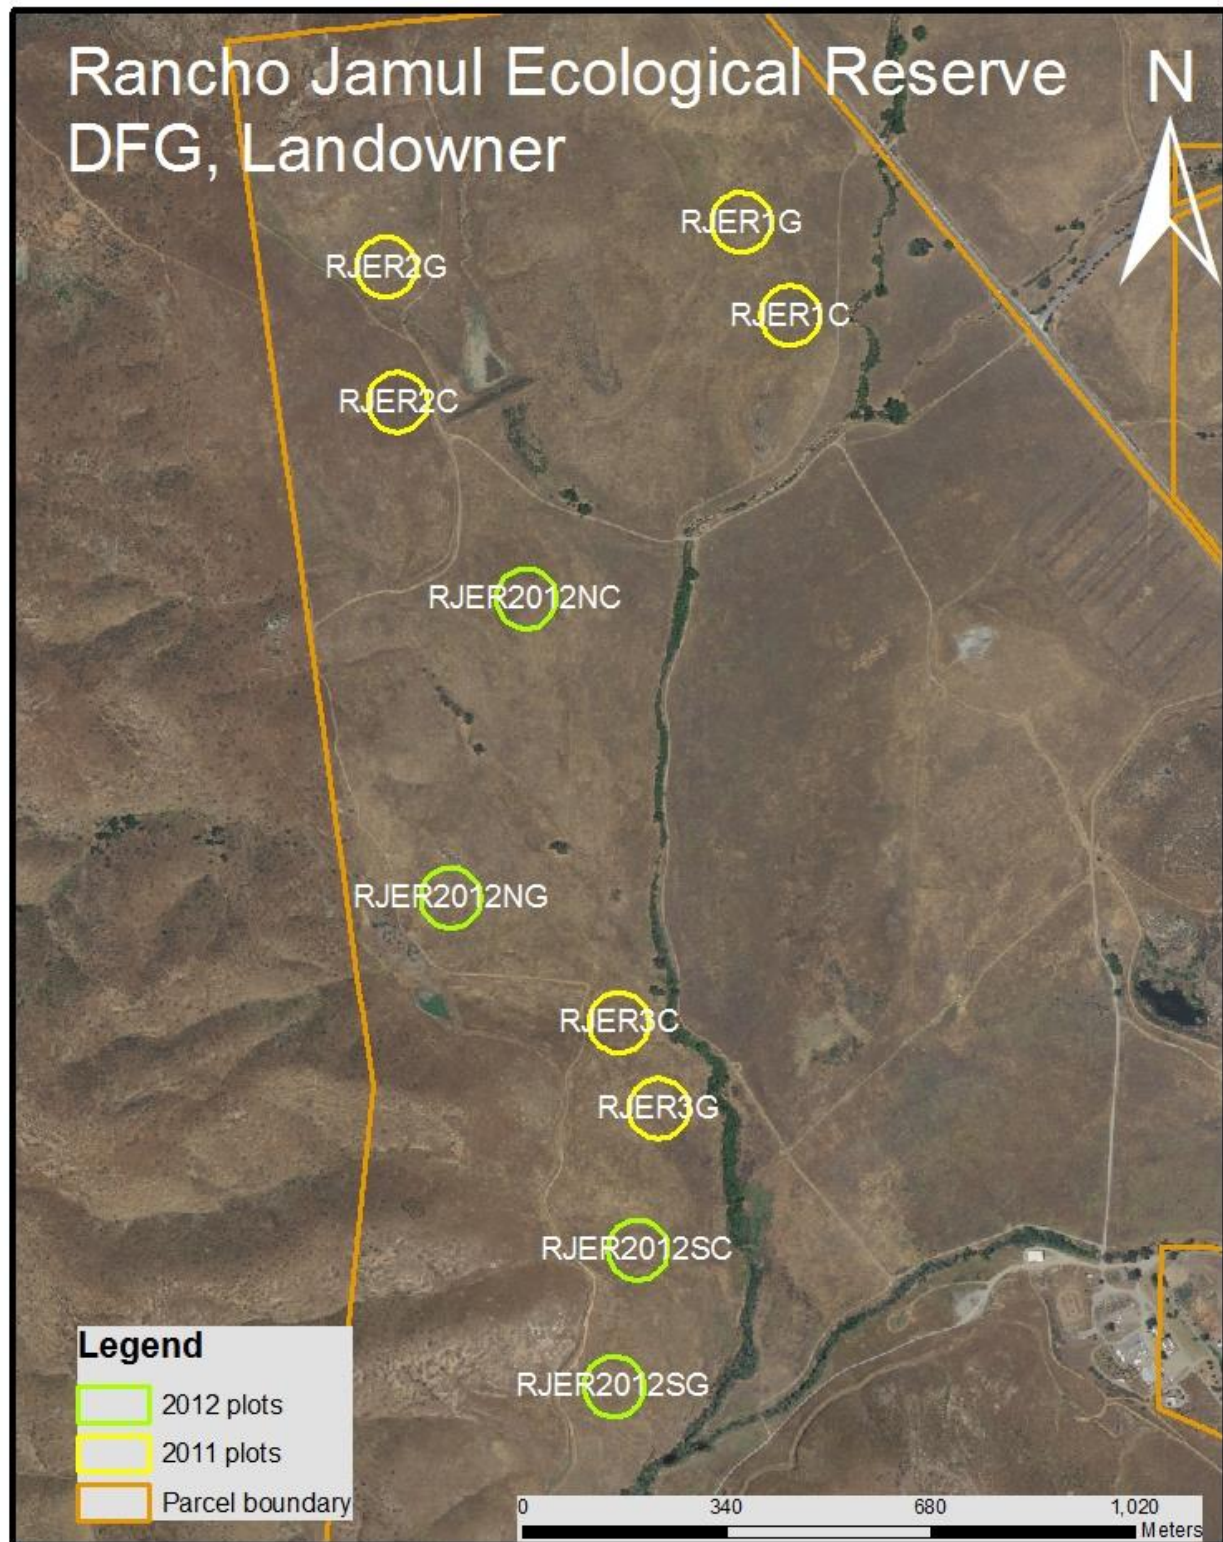 Rancho Jamul Ecological Reserve
DFG, Landowner
N
RJER1G
RJER2G
RJER1C
RJER2C
RJER2012NC
RJER2012NG
RJER3C
RJER3G
RJER2012SC
RJER2012SG
Legend
2012 plots
2011 plots
Parcel boundary
0 340 680 1,020
Meters